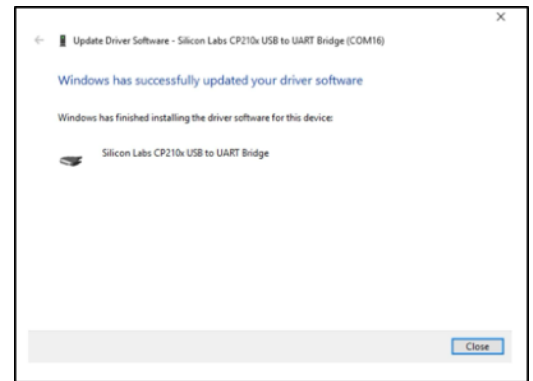 Update Driver Software - Silicon Labs CP210x USB to UART Bridge (COM16)
Windows has successfully updated your driver software
Windows has finished installing the driver software for this device:
Silicon Labs CP210x USB to UART Bridge
Close